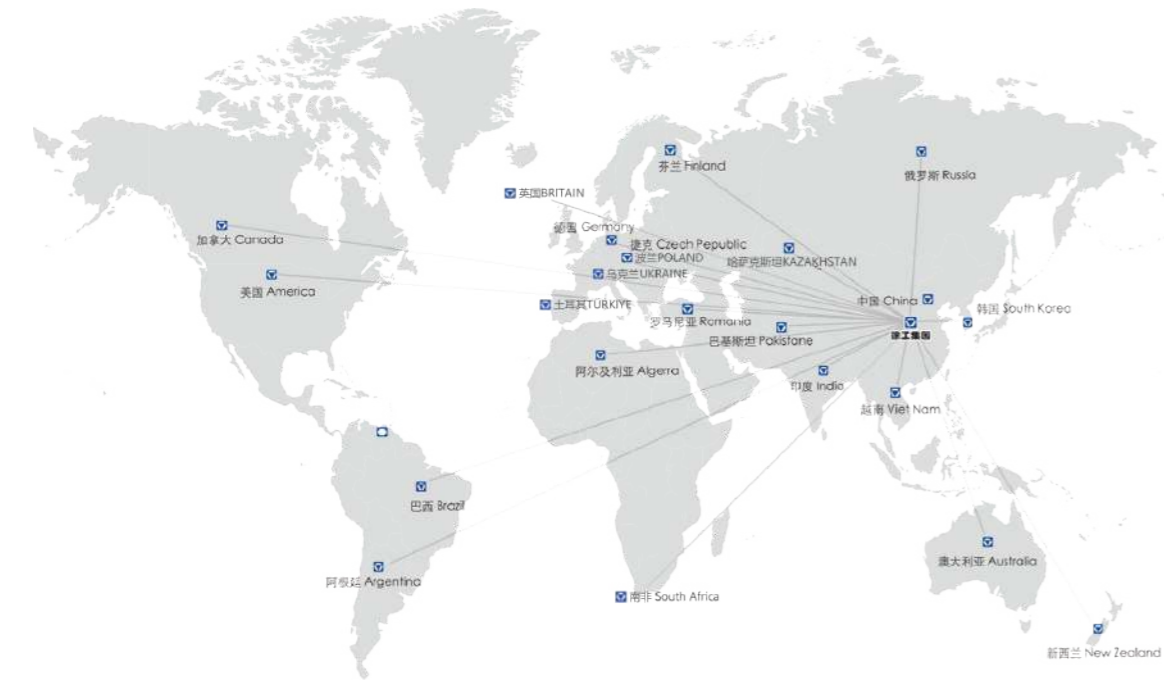 芬兰 Finland
俄罗斯 Russia
英国BRITAIN
德国 Germany
加拿大 Canada
捷克 Czech Pepublic
波兰POLAND
哈萨克斯坦KAZAKHSTAN
乌克兰UKRAINE
美国 America
中国 China
土耳其TÜRKIYE
韩国 South Korea
罗马尼亚 Romania
徐工集团
巴基斯坦 Pakistane
阿尔及利亚 Algerra
印度 India
越南 Viet Nam
巴西 Brazil
澳大利亚 Australia
阿根廷 Argentina
南非 South Africa
新西兰 New Zealland